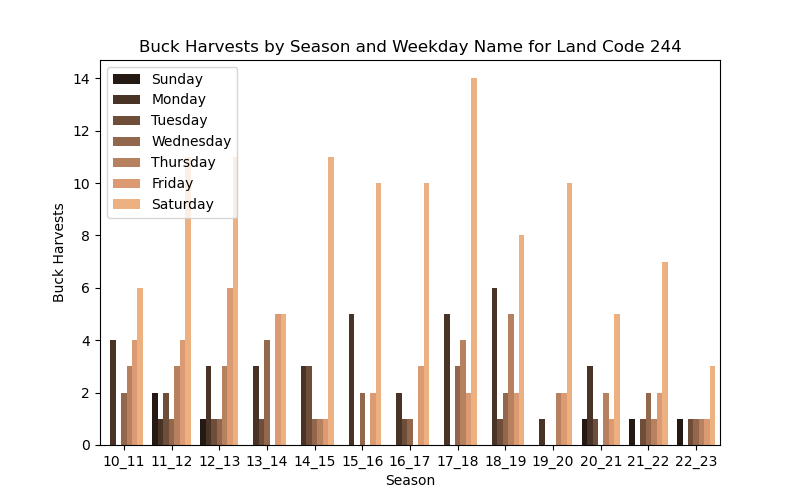 Buck Harvests by Season and Weekday Name for Land Code 244
Sunday
Monday
Tuesday
Wednesday
Thursday
Friday
Saturday
14
12
10
8
6
4
2
0
Buck Harvests
10_11 11_12 12_13 13_14 14_15 15_16 16_17 17_18 18_19 19_20 20_21 21_22 22_23
Season